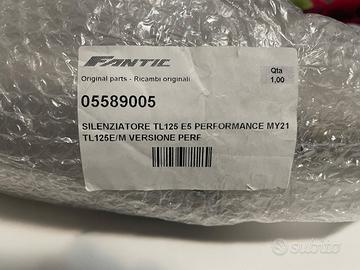 FANTIC
Original parts - Ricambi originali
Qta
1,00
05589005
SILENZIATORE TL125 E5 PERFORMANCE MY21
TL125E/M VERSIONE PERF
subito